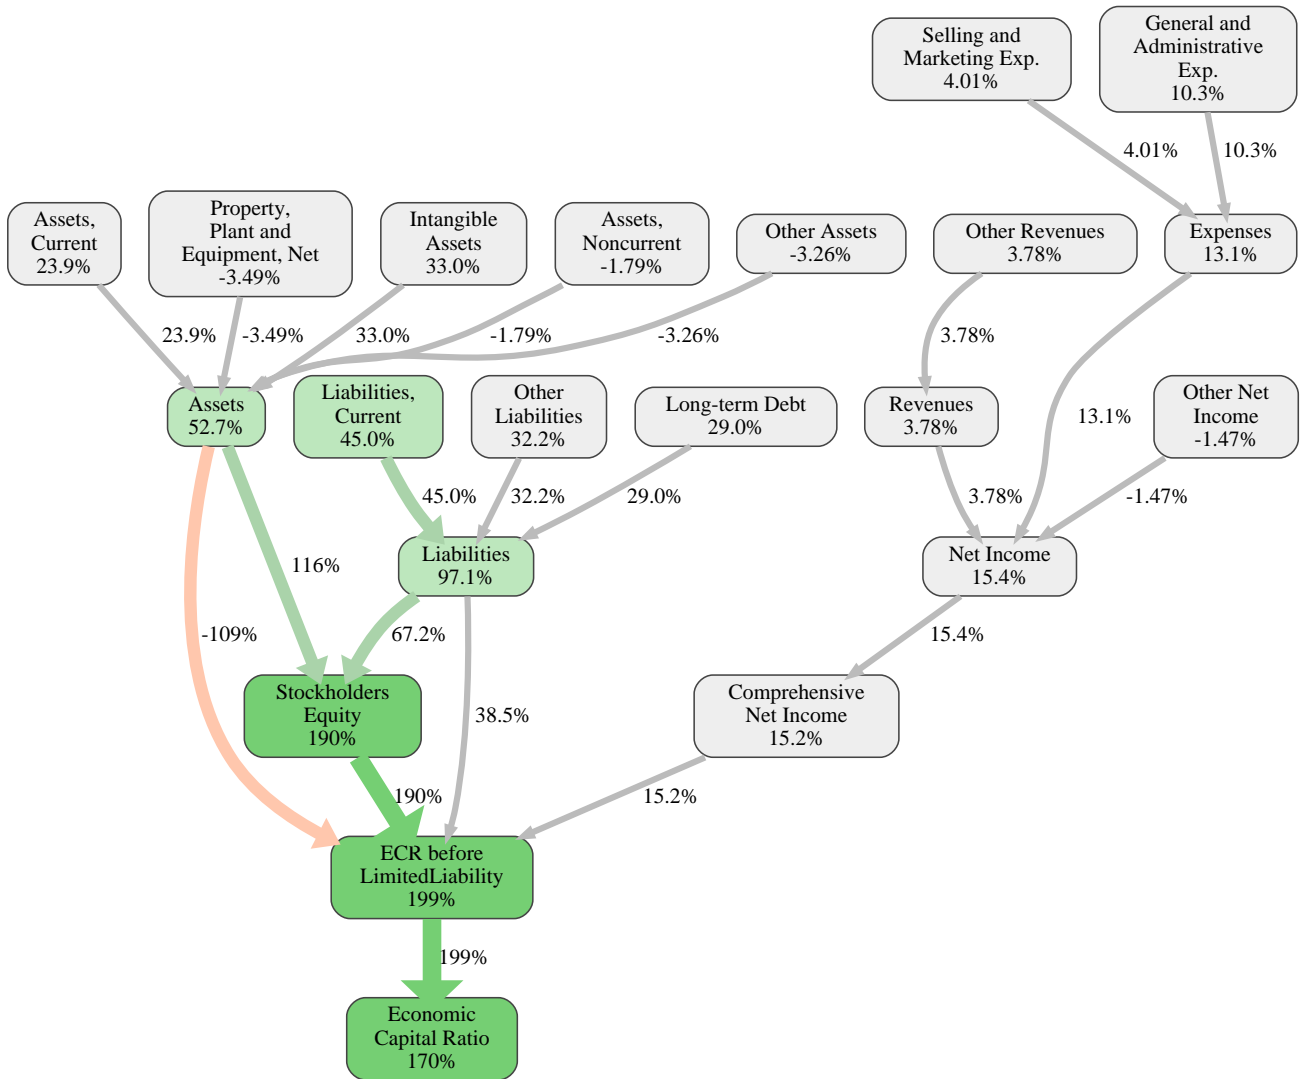 Selling and
Marketing Exp.
4.01%
General and
Administrative
Exp.
10.3%
4.01%
10.3%
Assets,
Current
23.9%
Property,
Plant and
Equipment, Net
-3.49%
Intangible
Assets
33.0%
Assets,
Noncurrent
-1.79%
Other Assets
-3.26%
Other Revenues
3.78%
Expenses
13.1%
23.9%
-3.49%
33.0%
-1.79%
-3.26%
3.78%
Assets
52.7%
Liabilities,
Current
45.0%
Other
Liabilities
32.2%
Long-term Debt
29.0%
Revenues
3.78%
13.1%
Other Net
Income
-1.47%
45.0%
32.2%
29.0%
3.78%
-1.47%
116%
Liabilities
97.1%
Net Income
15.4%
-109%
67.2%
15.4%
Stockholders
Equity
190%
38.5%
Comprehensive
Net Income
15.2%
190%
15.2%
ECR before
LimitedLiability
199%
199%
Economic
Capital Ratio
170%